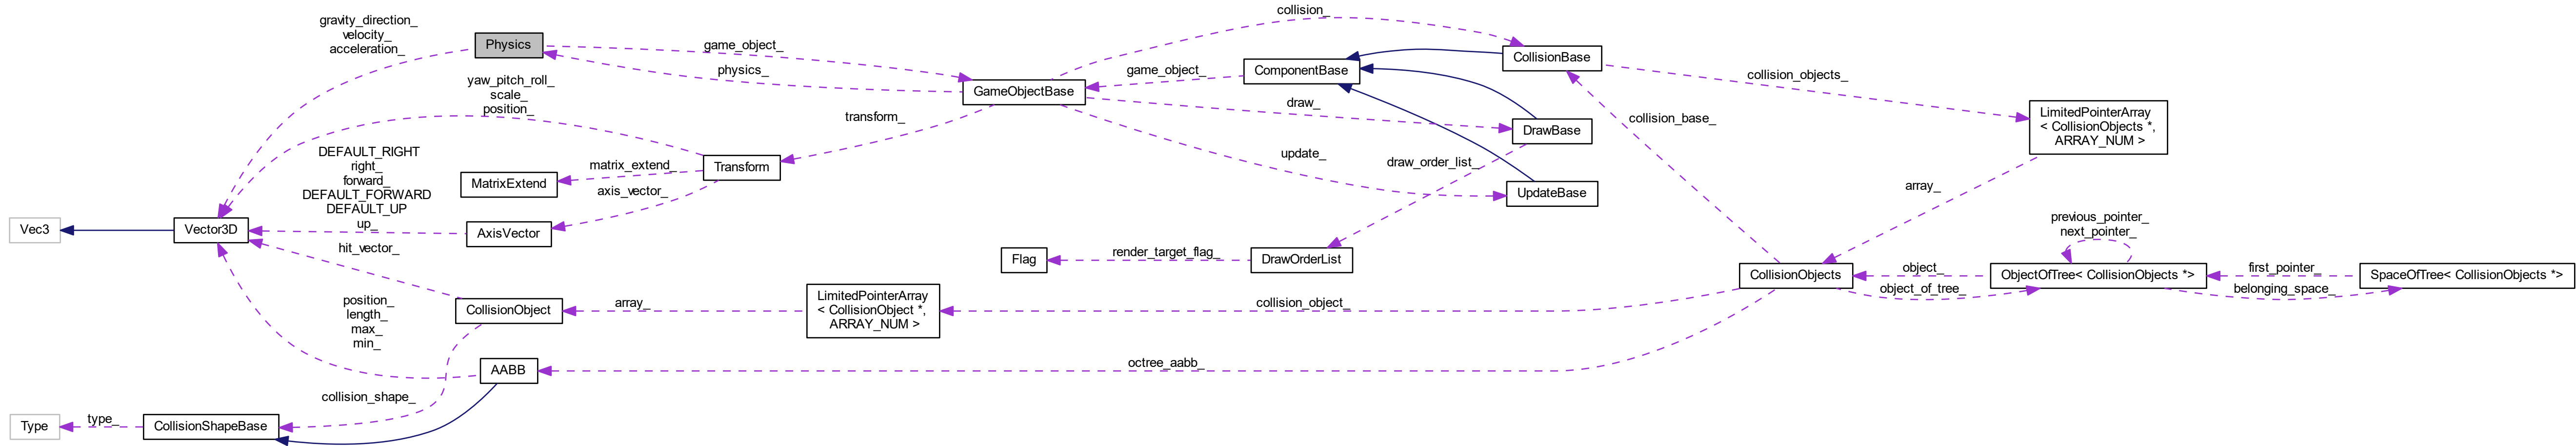 gravity_direction_
velocity_
acceleration_
Physics
game_object_
physics_
collision_
GameObjectBase
game_object_
ComponentBase
CollisionBase
collision_objects_
yaw_pitch_roll_
scale_
position_
transform_
draw_
DrawBase
collision_base_
LimitedPointerArray
< CollisionObjects *,
ARRAY_NUM >
DEFAULT_RIGHT
right_
forward_
DEFAULT_FORWARD
DEFAULT_UP
up_
MatrixExtend
matrix_extend_
axis_vector_
Transform
update_
draw_order_list_
UpdateBase
array_
Vec3
Vector3D
AxisVector
hit_vector_
Flag
render_target_flag_
DrawOrderList
CollisionObjects
object_
object_of_tree_
previous_pointer_
next_pointer_
ObjectOfTree< CollisionObjects *>
first_pointer_
belonging_space_
SpaceOfTree< CollisionObjects *>
position_
length_
max_
min_
CollisionObject
array_
LimitedPointerArray
< CollisionObject *,
ARRAY_NUM >
collision_object_
AABB
octree_aabb_
collision_shape_
Type
type_
CollisionShapeBase